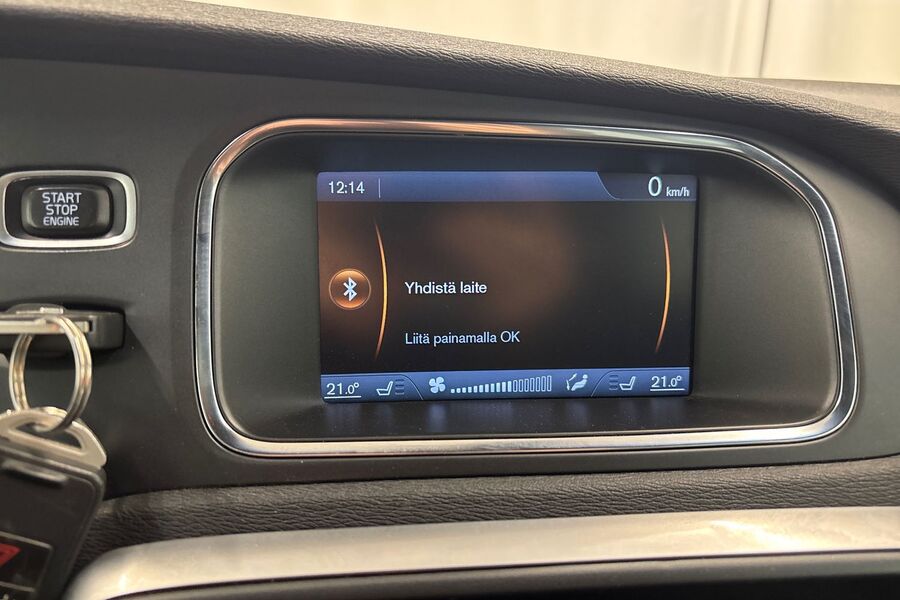 START
STOP
ENGINE
12:14
0 km/h
Yhdistä laite
Liitä painamalla OK
21.0° 21.0°